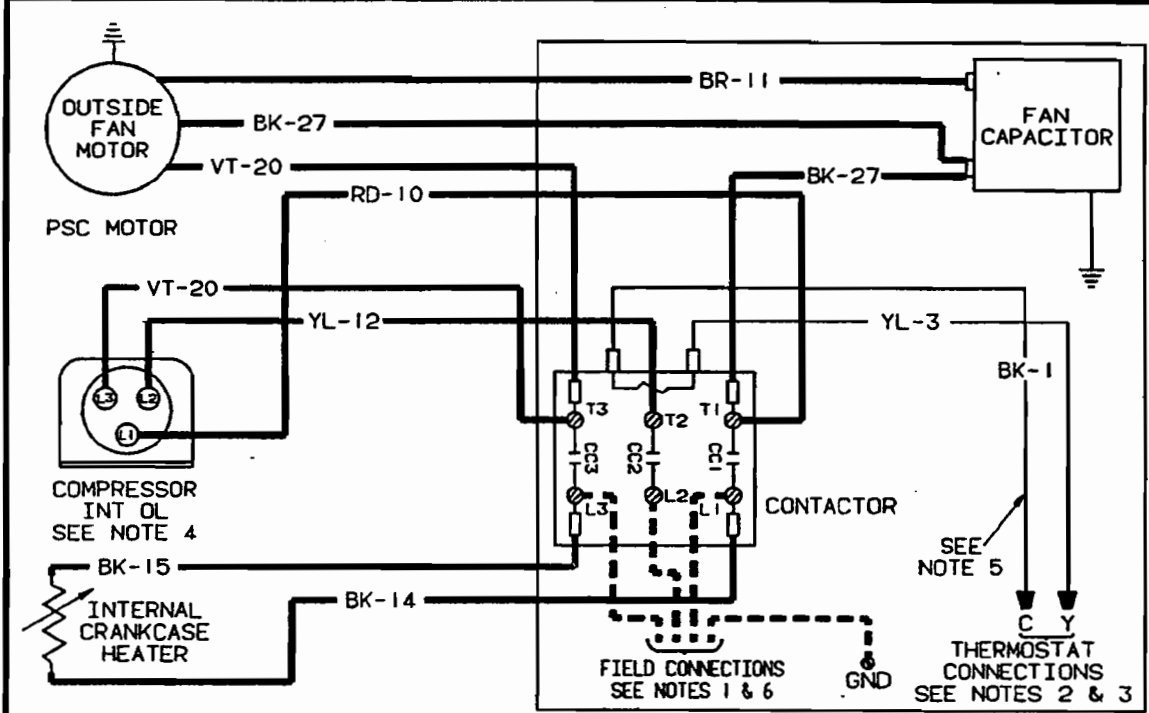 BR-11
OUTSIDE
FAN
MOTOR
FAN
CAPACITOR
BK-27
VT-20
BK-27
RD-10
PSC MOTOR
VT-20
YL-12
YL-3
BK-1
L3
L2
L1
T3
T2
T1
CC3
CC2
CC1
L3
L2
L1
CONTACTOR
COMPRESSOR
INT OL
SEE NOTE 4
SEE
NOTE 5
BK-15
BK-14
INTERNAL
CRANKCASE
HEATER
C Y
THERMOSTAT
CONNECTIONS
SEE NOTES 2 & 3
FIELD CONNECTIONS
SEE NOTES 1 & 6
GND